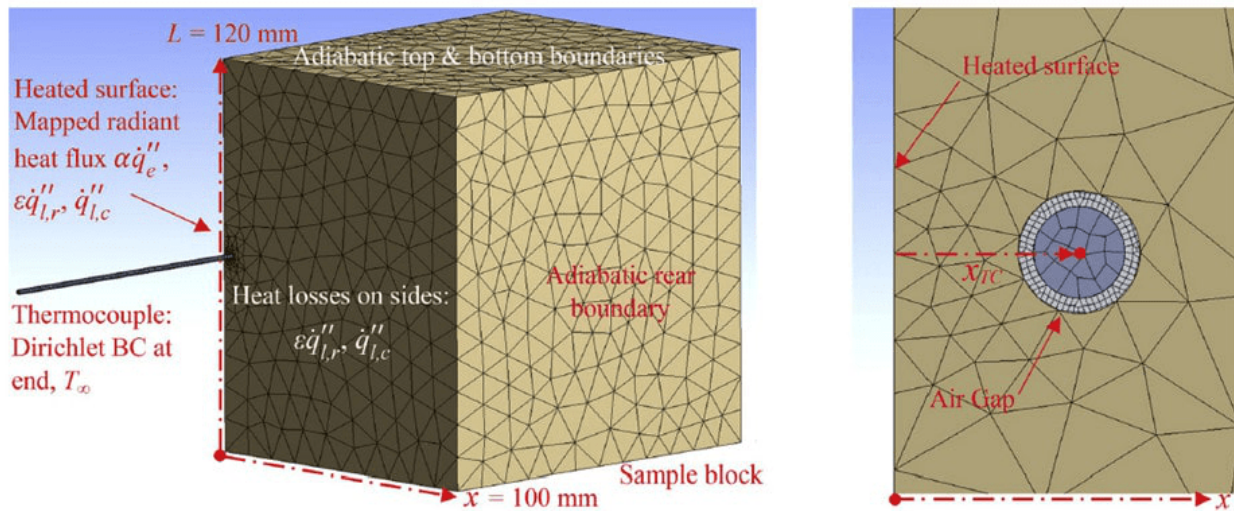 L = 120 mm
Adiabatic top & bottom boundaries
Heated surface:
Mapped radiant
heat flux αq̇″ₑ,
εq̇″ₗ,ᵣ, q̇″ₗ,c
Thermocouple:
Dirichlet BC at
end, T∞
Heat losses on sides:
εq̇″ₗ,ᵣ, q̇″ₗ,c
Adiabatic rear
boundary
Sample block
x = 100 mm
Heated surface
x_TC
Air Gap
x